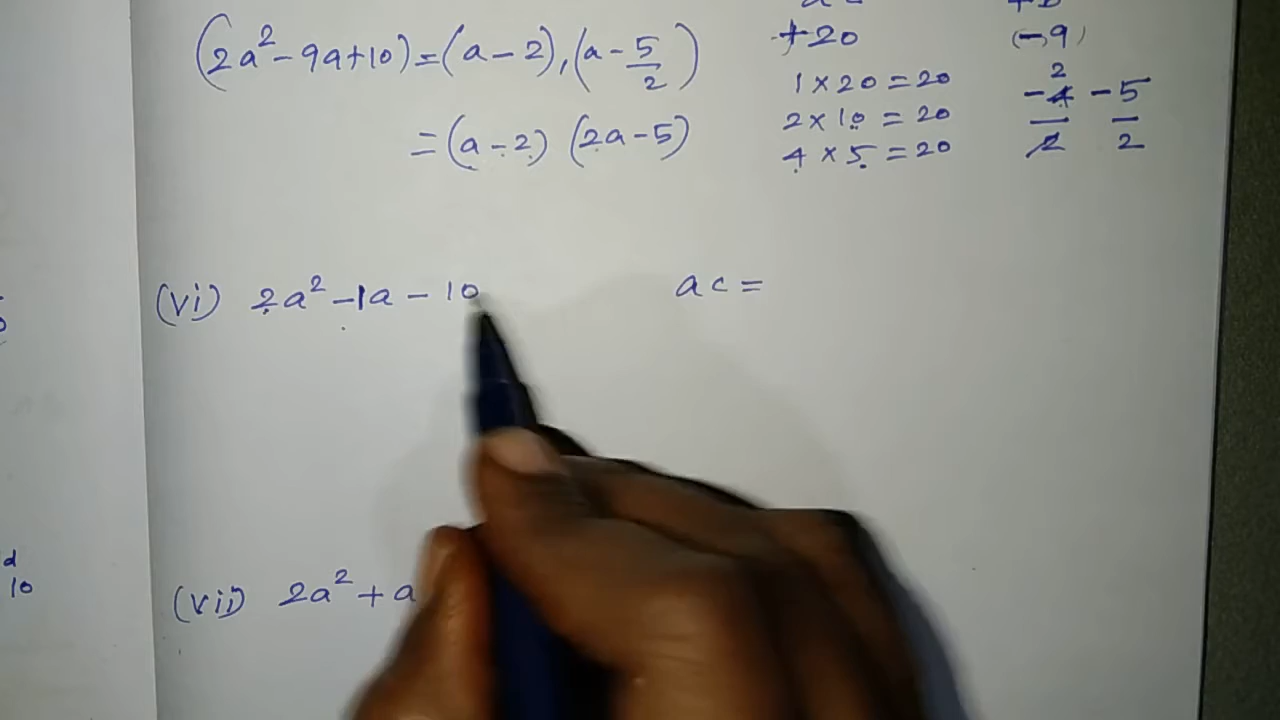 (2a² - 9a + 10) = (a - 2), (a - 5/2)
= (a - 2) (2a - 5)
+20 (-9)
1 × 20 = 20
2 × 10 = 20
4 × 5 = 20
2
-4/2 -5/2
(vi) 2a² - 1a - 10 ac =
d
10
(vii) 2a² + a